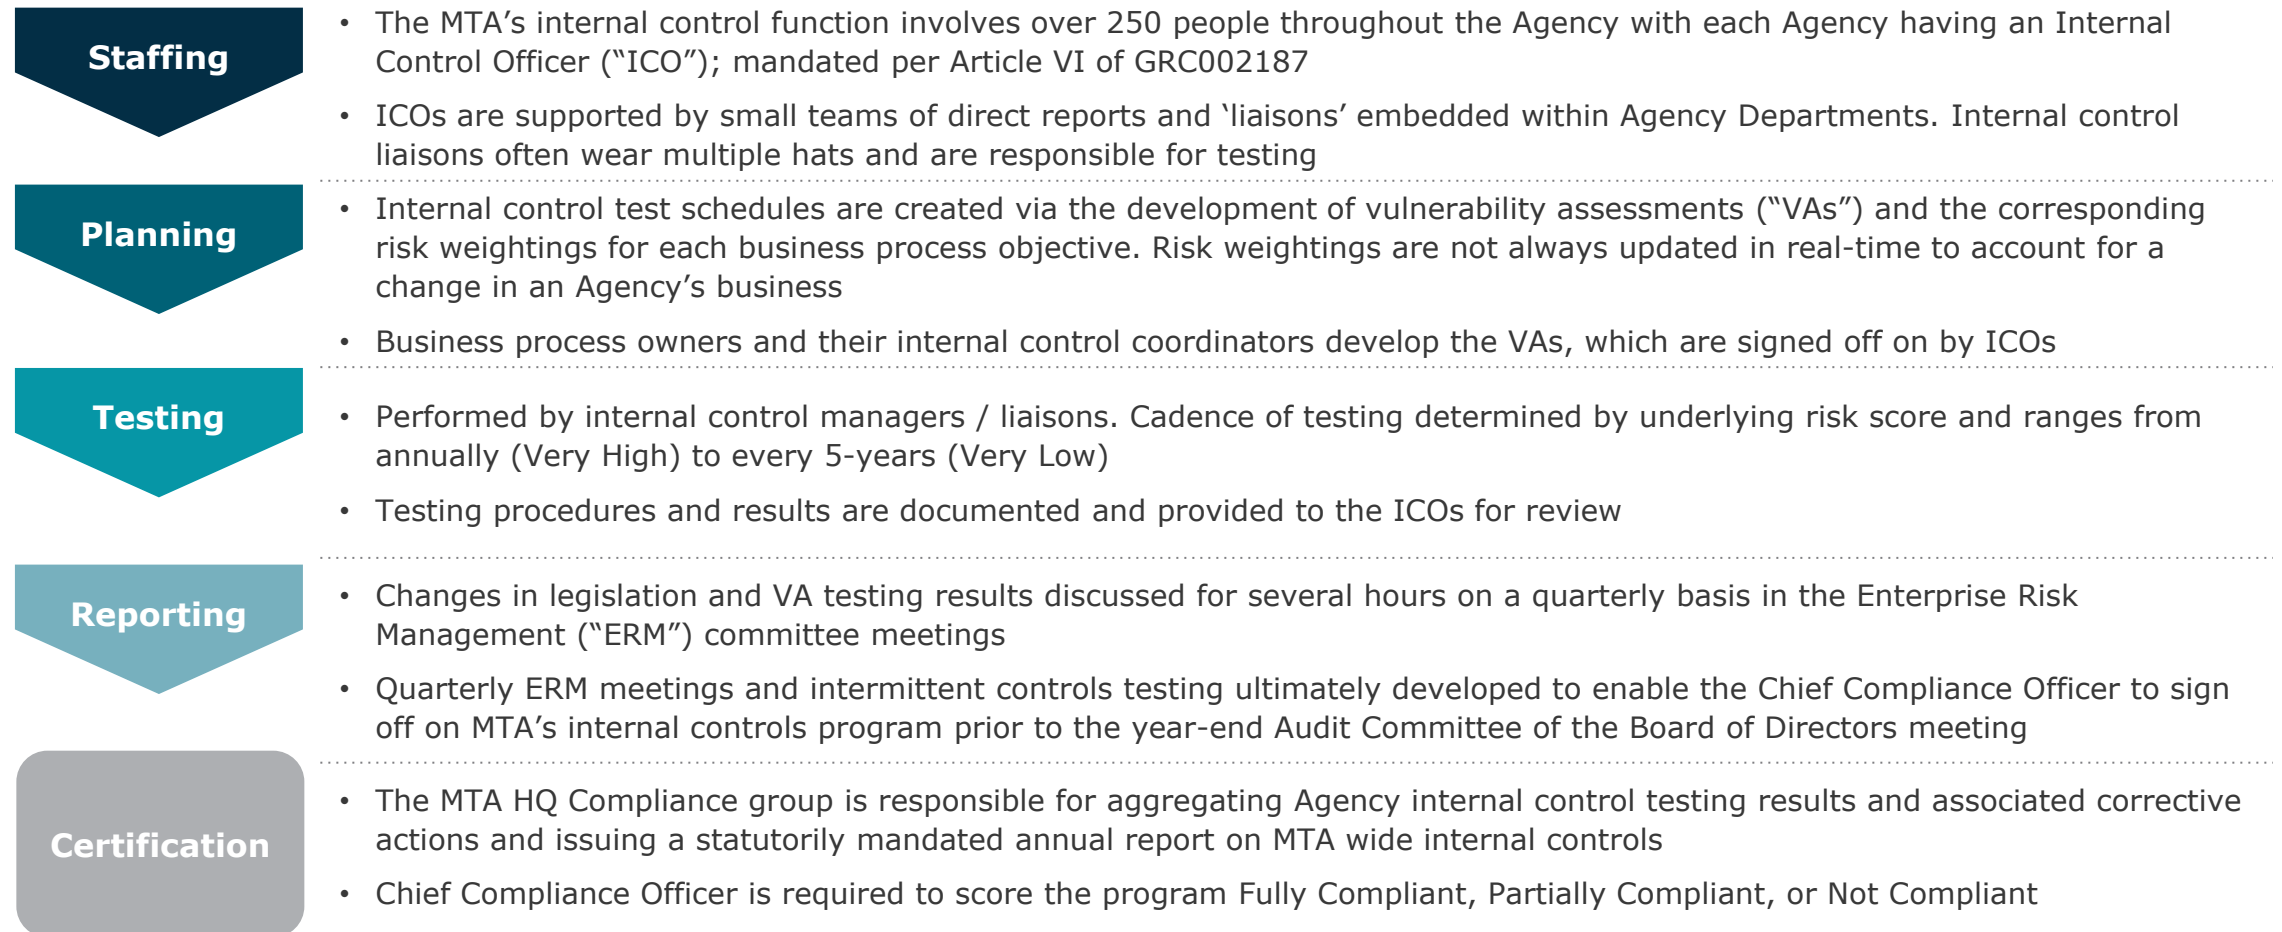 Staffing
• The MTA’s internal control function involves over 250 people throughout the Agency with each Agency having an Internal
Control Officer (“ICO”); mandated per Article VI of GRC002187
• ICOs are supported by small teams of direct reports and ‘liaisons’ embedded within Agency Departments. Internal control
liaisons often wear multiple hats and are responsible for testing
Planning
• Internal control test schedules are created via the development of vulnerability assessments (“VAs”) and the corresponding
risk weightings for each business process objective. Risk weightings are not always updated in real-time to account for a
change in an Agency’s business
• Business process owners and their internal control coordinators develop the VAs, which are signed off on by ICOs
Testing
• Performed by internal control managers / liaisons. Cadence of testing determined by underlying risk score and ranges from
annually (Very High) to every 5-years (Very Low)
• Testing procedures and results are documented and provided to the ICOs for review
Reporting
• Changes in legislation and VA testing results discussed for several hours on a quarterly basis in the Enterprise Risk
Management (“ERM”) committee meetings
• Quarterly ERM meetings and intermittent controls testing ultimately developed to enable the Chief Compliance Officer to sign
off on MTA’s internal controls program prior to the year-end Audit Committee of the Board of Directors meeting
Certification
• The MTA HQ Compliance group is responsible for aggregating Agency internal control testing results and associated corrective
actions and issuing a statutorily mandated annual report on MTA wide internal controls
• Chief Compliance Officer is required to score the program Fully Compliant, Partially Compliant, or Not Compliant